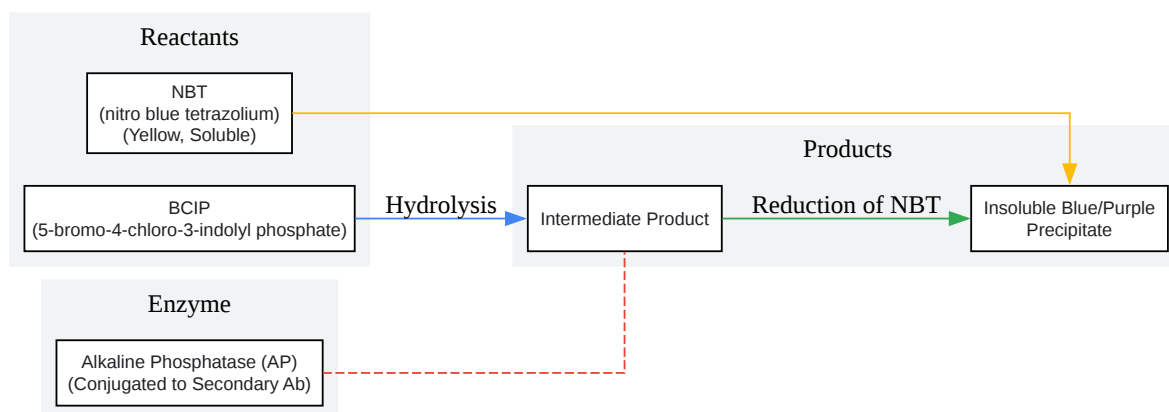 Reactants
NBT
(nitro blue tetrazolium)
(Yellow, Soluble)
BCIP
(5-bromo-4-chloro-3-indolyl phosphate)
Hydrolysis
Products
Intermediate Product
Reduction of NBT
Insoluble Blue/Purple
Precipitate
Enzyme
Alkaline Phosphatase (AP)
(Conjugated to Secondary Ab)